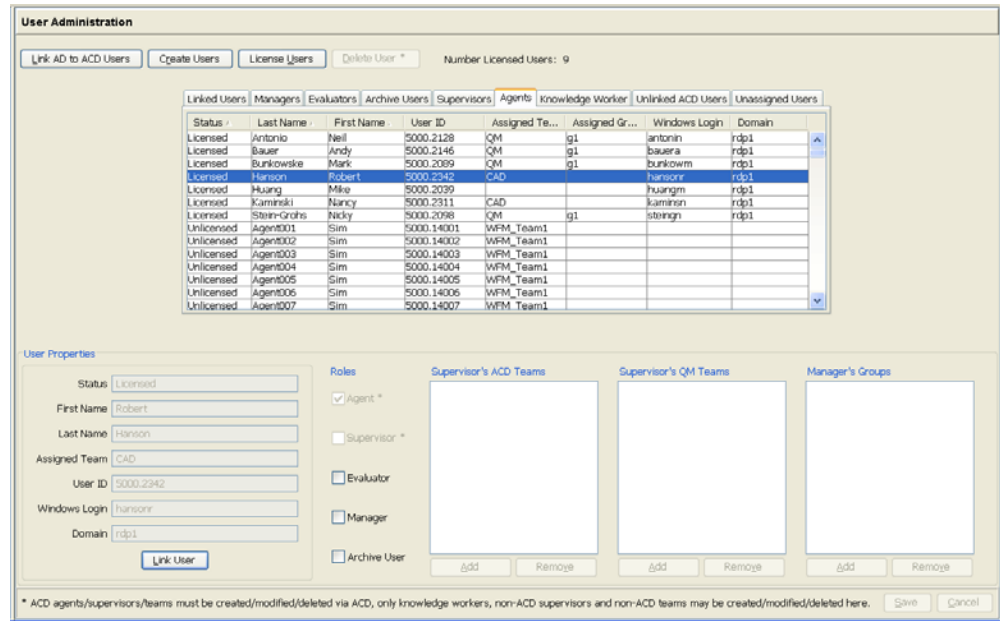 User Administration
Link AD to ACD Users Create Users License Users Delete User * Number Licensed Users: 9
Linked Users Managers Evaluators Archive Users Supervisors Agents Knowledge Worker Unlinked ACD Users Unassigned Users
Status Last Name First Name User ID Assigned Te... Assigned Gr... Windows Login Domain
Licensed Antonio Neil 5000.2128 QM g1 antonin rdp1
Licensed Bauer Andy 5000.2146 QM g1 bauera rdp1
Licensed Bunkowske Mark 5000.2089 QM g1 bunkowm rdp1
Licensed Hanson Robert 5000.2342 CAD hansonr rdp1
Licensed Huang Mike 5000.2039 huangm rdp1
Licensed Kaminski Nancy 5000.2311 CAD kaminsn rdp1
Licensed Stein-Grohs Nicky 5000.2098 QM g1 steingn rdp1
Unlicensed Agent001 Sim 5000.14001 WFM_Team1
Unlicensed Agent002 Sim 5000.14002 WFM_Team1
Unlicensed Agent003 Sim 5000.14003 WFM_Team1
Unlicensed Agent004 Sim 5000.14004 WFM_Team1
Unlicensed Agent005 Sim 5000.14005 WFM_Team1
Unlicensed Agent006 Sim 5000.14006 WFM_Team1
Unlicensed Agent007 Sim 5000.14007 WFM_Team1
User Properties
Status Licensed
First Name Robert
Last Name Hanson
Assigned Team CAD
User ID 5000.2342
Windows Login hansonr
Domain rdp1
Link User
Roles
Agent *
Supervisor *
Evaluator
Manager
Archive User
Supervisor's ACD Teams
Add Remove
Supervisor's QM Teams
Add Remove
Manager's Groups
Add Remove
* ACD agents/supervisors/teams must be created/modified/deleted via ACD, only knowledge workers, non-ACD supervisors and non-ACD teams may be created/modified/deleted here. Save Cancel